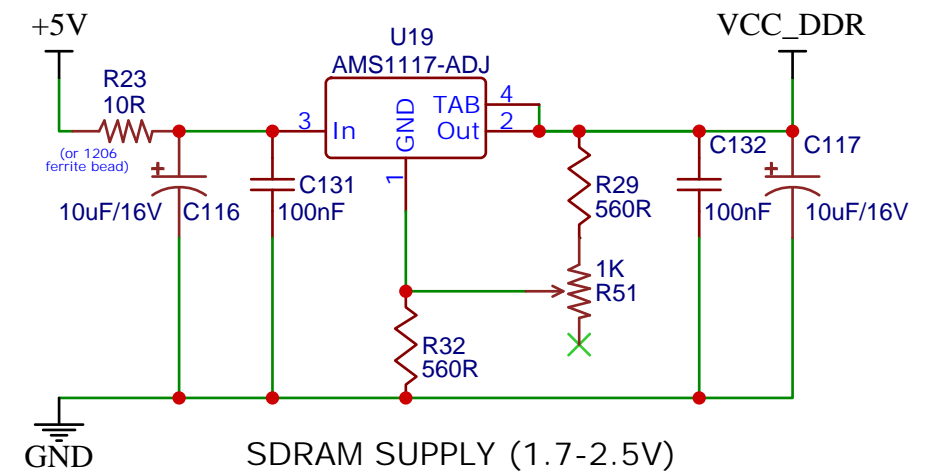 +5V
VCC_DDR
U19
AMS1117-ADJ
R23
10R
(or 1206
ferrite bead)
3
In
GND
TAB
Out
4
2
1
+
10uF/16V
C116
C131
100nF
R29
560R
1K
R51
R32
560R
C132
100nF
C117
+
10uF/16V
GND
SDRAM SUPPLY (1.7-2.5V)